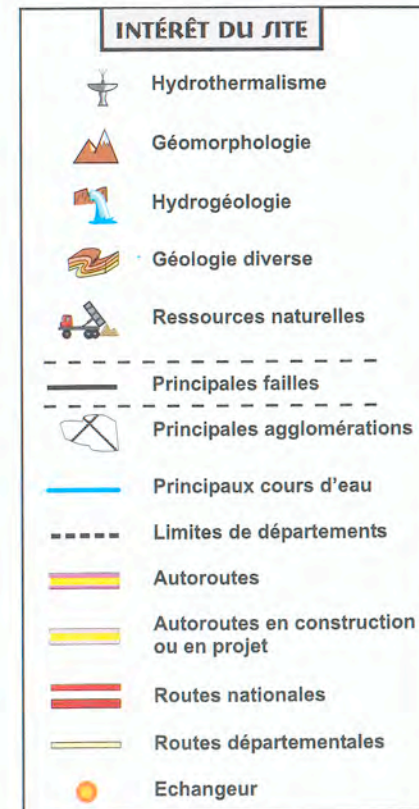 INTÉRÊT DU SITE
Hydrothermalisme
Géomorphologie
Hydrogéologie
Géologie diverse
Ressources naturelles
Principales failles
Principales agglomérations
Principaux cours d'eau
Limites de départements
Autoroutes
Autoroutes en construction
ou en projet
Routes nationales
Routes départementales
Echangeur